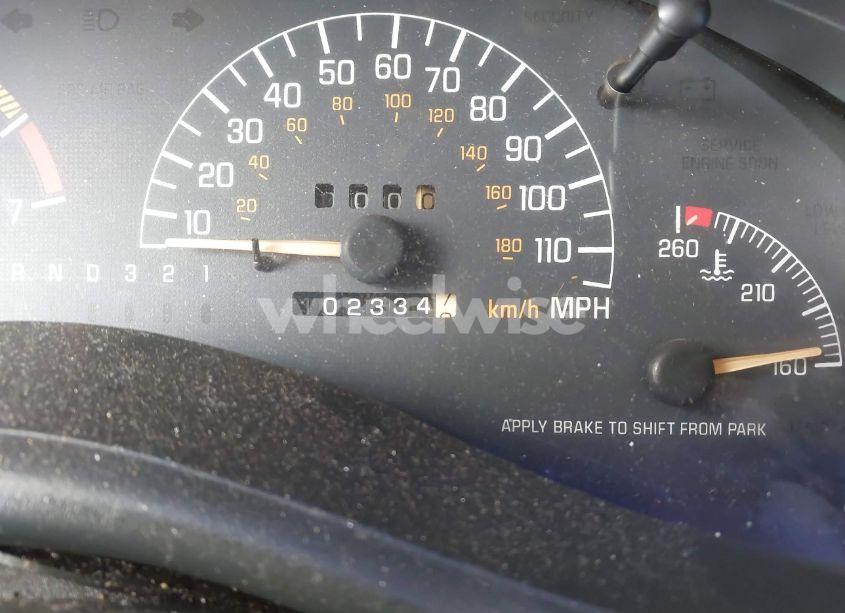 SECURITY
50 60 70
40 80
30 90
20 100
10 110
80 100 120
60 140
40 160
20 180
000
7
R N D 3 2 1
02334
km/h MPH
wheelwise
SERVICE
ENGINE SOON
260
210
160
APPLY BRAKE TO SHIFT FROM PARK